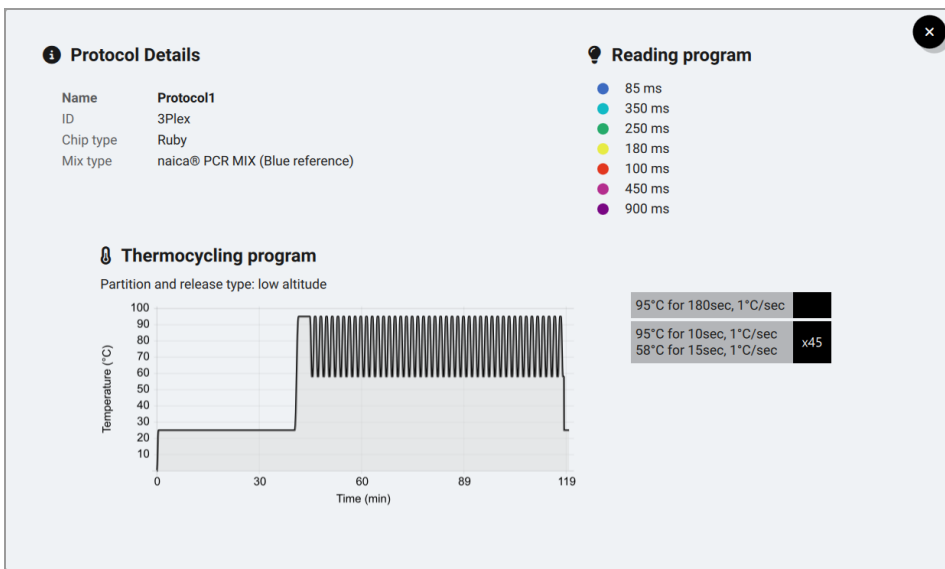 Protocol Details
Name Protocol1
ID 3Plex
Chip type Ruby
Mix type naica® PCR MIX (Blue reference)
Reading program
85 ms
350 ms
250 ms
180 ms
100 ms
450 ms
900 ms
Thermocycling program
Partition and release type: low altitude
100
90
80
70
60
50
40
30
20
10
Temperature (°C)
0 30 60 89 119
Time (min)
95°C for 180sec, 1°C/sec
95°C for 10sec, 1°C/sec
58°C for 15sec, 1°C/sec
x45